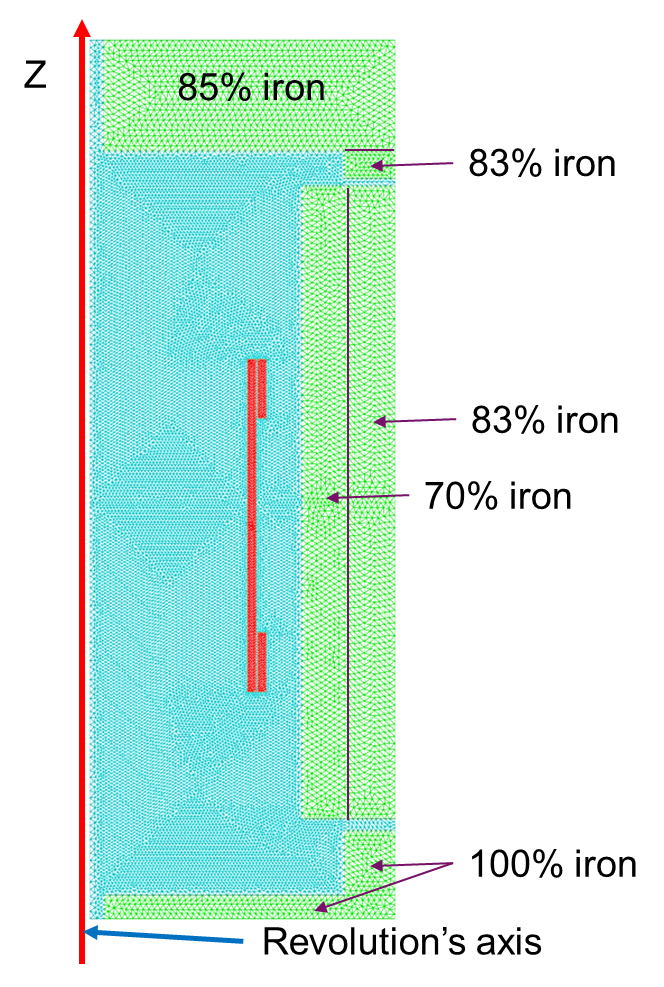 Z
85% iron
83% iron
83% iron
70% iron
100% iron
Revolution’s axis